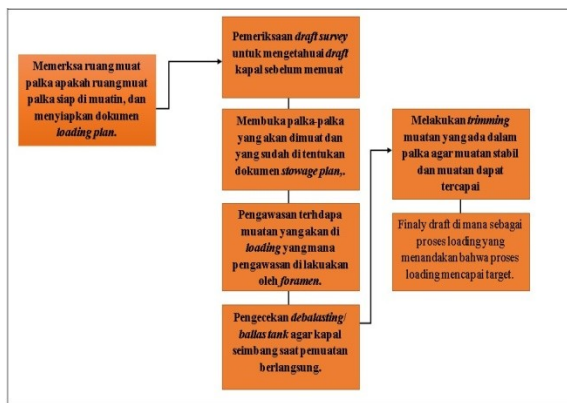 Memerksa ruang muat
palka apakah ruang muat
palka siap di muatin, dan
menyiapkan dokumen
loading plan.
Pemeriksaan draft survey
untuk mengetahuai draft
kapal sebelum memuat
Membuka palka-palka
yang akan dimuat dan
yang sudah di tentukan
dokumen stowage plan,.
Pengawasan terhdapa
muatan yang akan di
loading yang mana
pengawasan di lakuakan
oleh foramen.
Pengecekan debalasting/
ballas tank agar kapal
seimbang saat pemuatan
berlangsung.
Melakukan trimming
muatan yang ada dalam
palka agar muatan stabil
dan muatan dapat
tercapai
Finaly draft di mana sebagai
proses loading yang
menandakan bahwa proses
loading mencapai target.